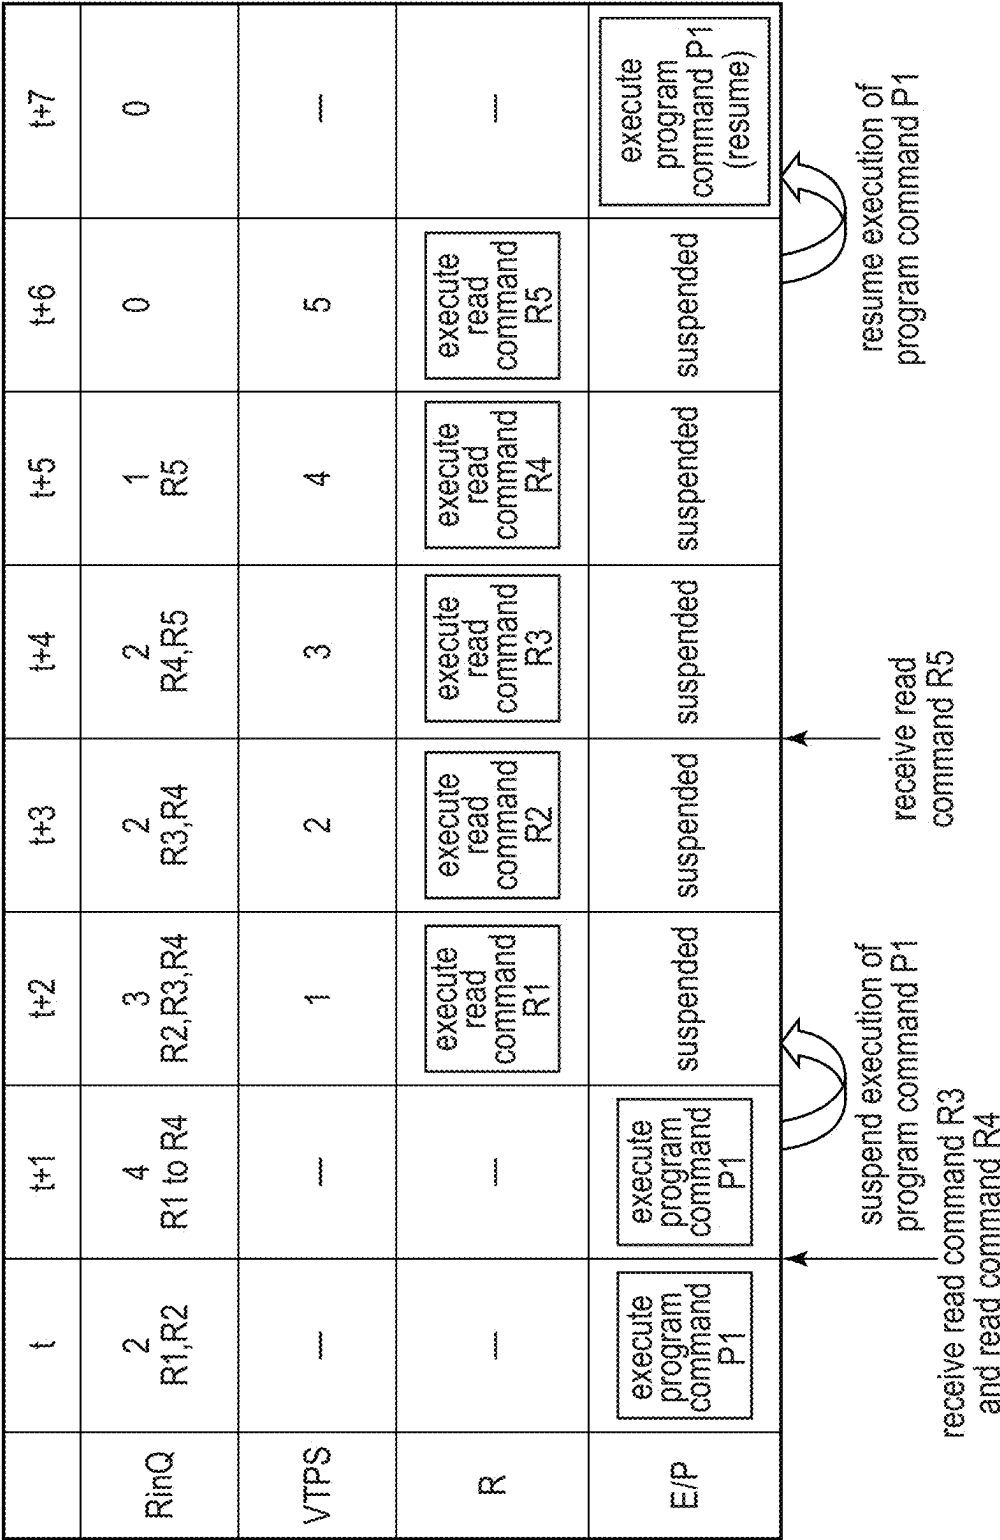 t
t+1
t+2
t+3
t+4
t+5
t+6
t+7
RinQ
2
R1,R2
4
R1 to R4
3
R2,R3,R4
2
R3,R4
2
R4,R5
1
R5
0
0
VTPS
—
—
1
2
3
4
5
—
R
—
—
execute
read
command
R1
execute
read
command
R2
execute
read
command
R3
execute
read
command
R4
execute
read
command
R5
—
E/P
execute
program
command
P1
execute
program
command
P1
suspended
suspended
suspended
suspended
suspended
execute
program
command P1
(resume)
receive read command R3
and read command R4
suspend execution of
program command P1
receive read
command R5
resume execution of
program command P1